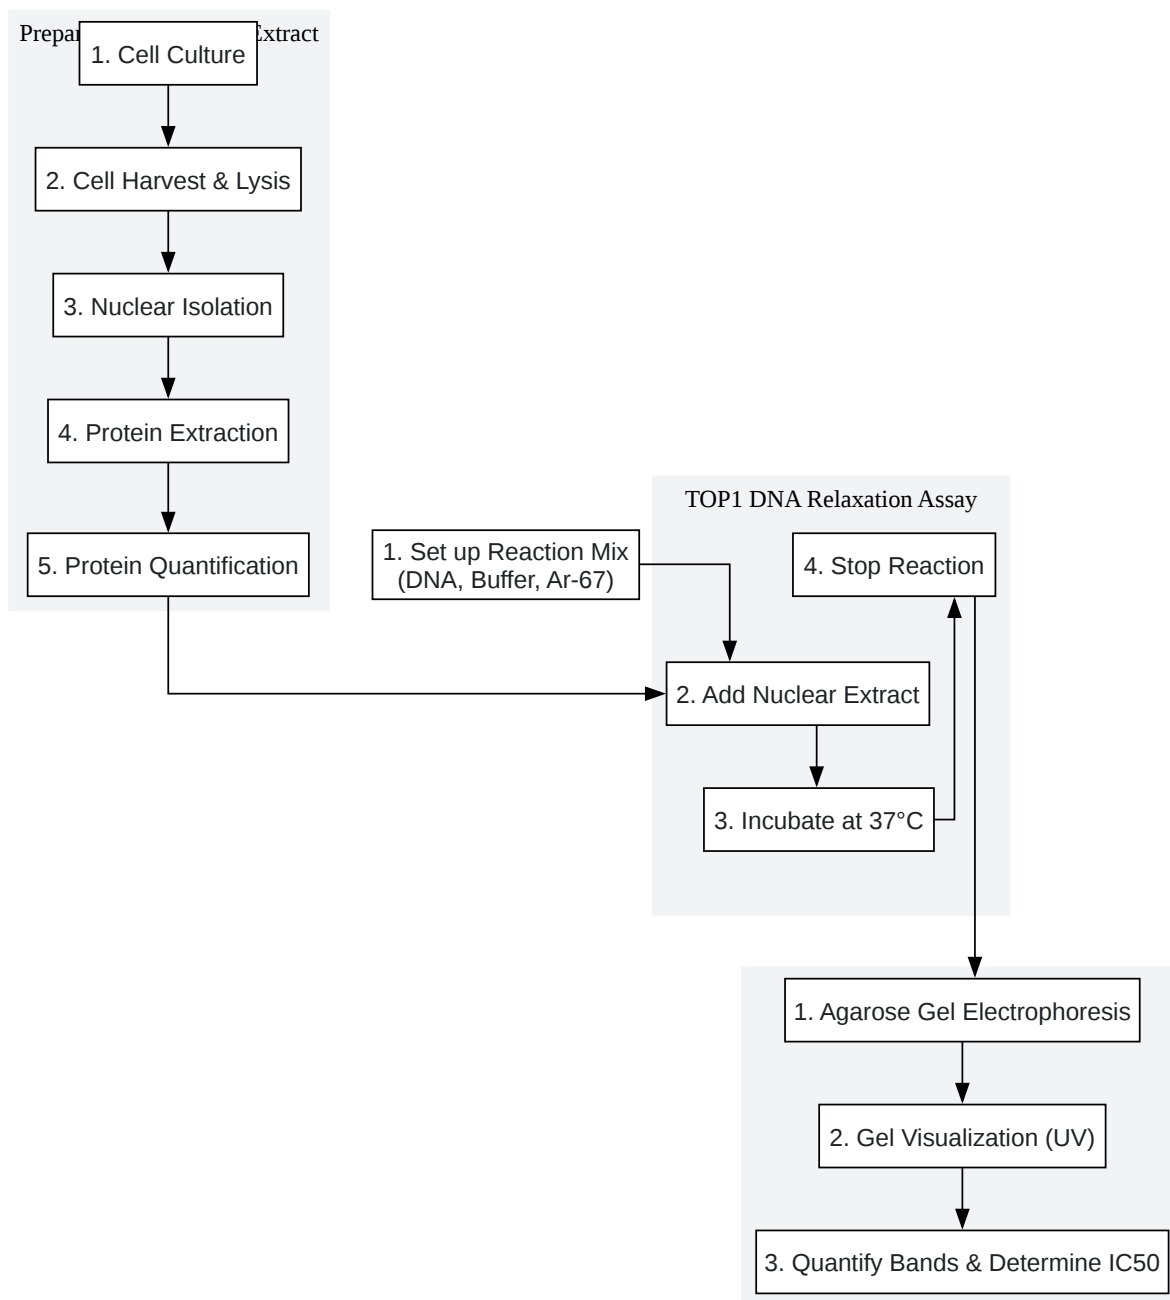 Prepar Extract
1. Cell Culture
2. Cell Harvest & Lysis
3. Nuclear Isolation
4. Protein Extraction
5. Protein Quantification
1. Set up Reaction Mix
(DNA, Buffer, Ar-67)
TOP1 DNA Relaxation Assay
4. Stop Reaction
2. Add Nuclear Extract
3. Incubate at 37°C
1. Agarose Gel Electrophoresis
2. Gel Visualization (UV)
3. Quantify Bands & Determine IC50